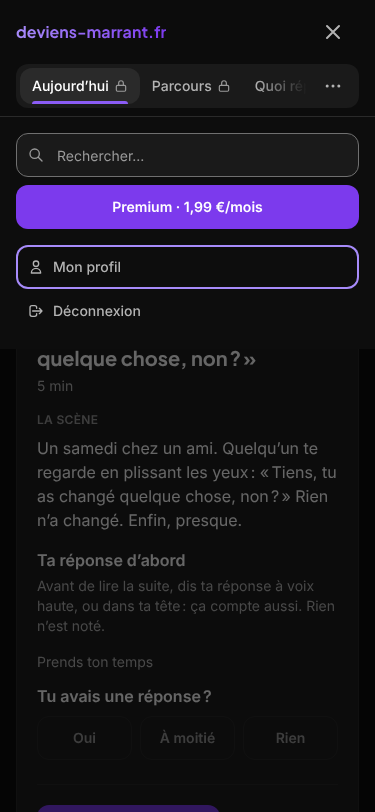 deviens-marrant.fr
Aujourd’hui Parcours Quoi
Rechercher...
Premium · 1,99 €/mois
Mon profil
Déconnexion
quelque chose, non ? »
5 min
LA SCÈNE
Un samedi chez un ami. Quelqu’un te
regarde en plissant les yeux : « Tiens, tu
as changé quelque chose, non ? » Rien
n’a changé. Enfin, presque.
Ta réponse d’abord
Avant de lire la suite, dis ta réponse à voix
haute, ou dans ta tête : ça compte aussi. Rien
n’est noté.
Prends ton temps
Tu avais une réponse ?
Oui À moitié Rien